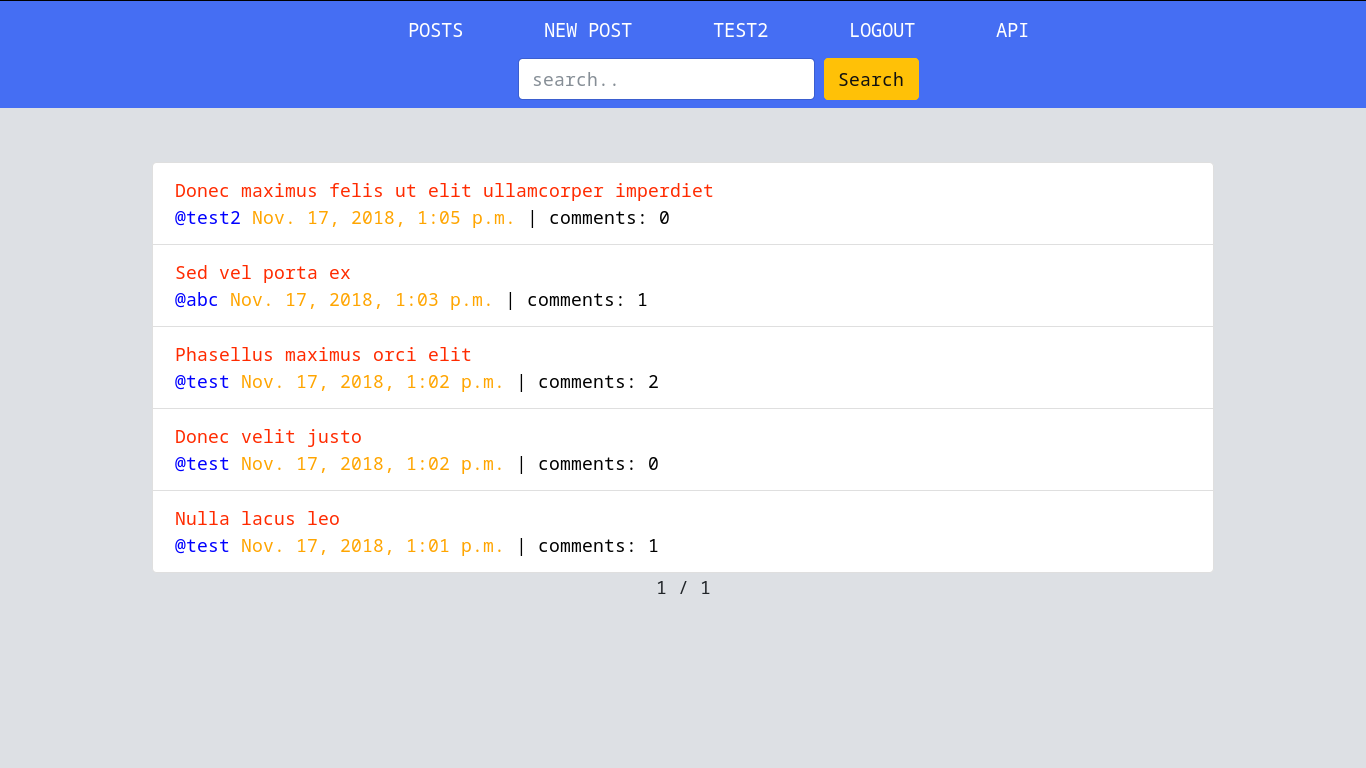 POSTS NEW POST TEST2 LOGOUT API
search.. Search
Donec maximus felis ut elit ullamcorper imperdiet
@test2 Nov. 17, 2018, 1:05 p.m. | comments: 0
Sed vel porta ex
@abc Nov. 17, 2018, 1:03 p.m. | comments: 1
Phasellus maximus orci elit
@test Nov. 17, 2018, 1:02 p.m. | comments: 2
Donec velit justo
@test Nov. 17, 2018, 1:02 p.m. | comments: 0
Nulla lacus leo
@test Nov. 17, 2018, 1:01 p.m. | comments: 1
1 / 1